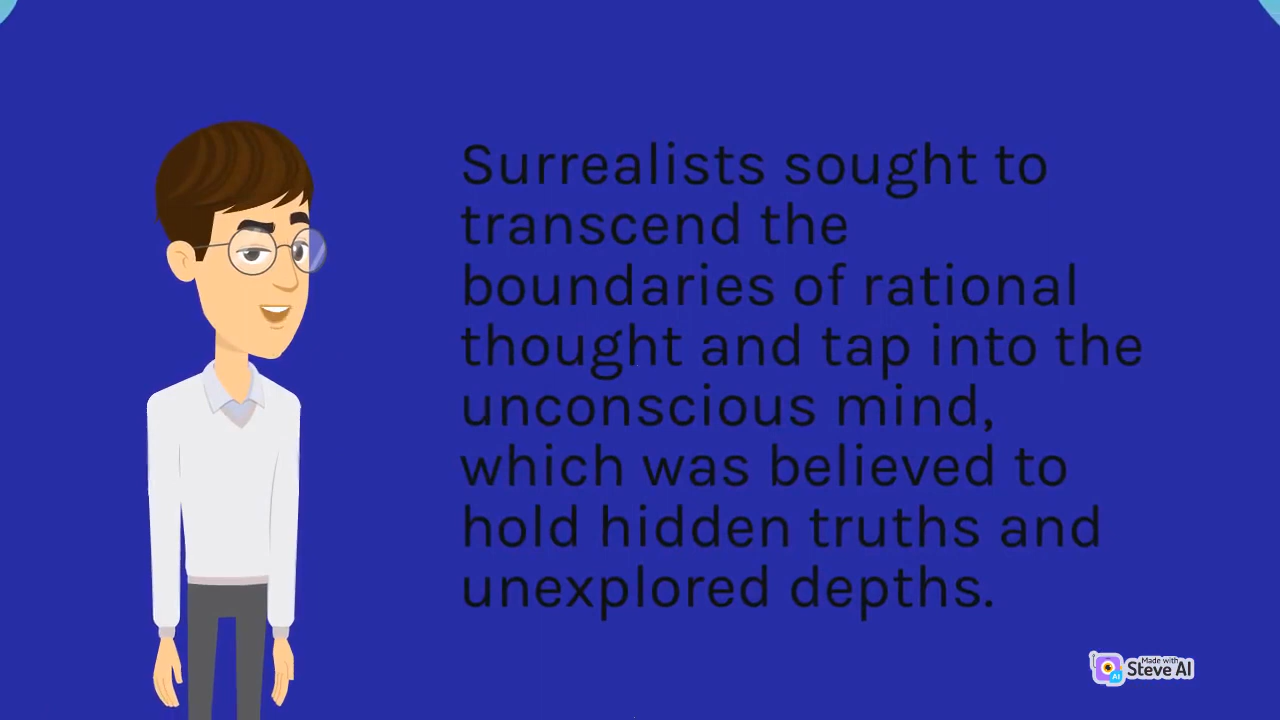 Surrealists sought to
transcend the
boundaries of rational
thought and tap into the
unconscious mind,
which was believed to
hold hidden truths and
unexplored depths.
Made with
Steve AI
AI